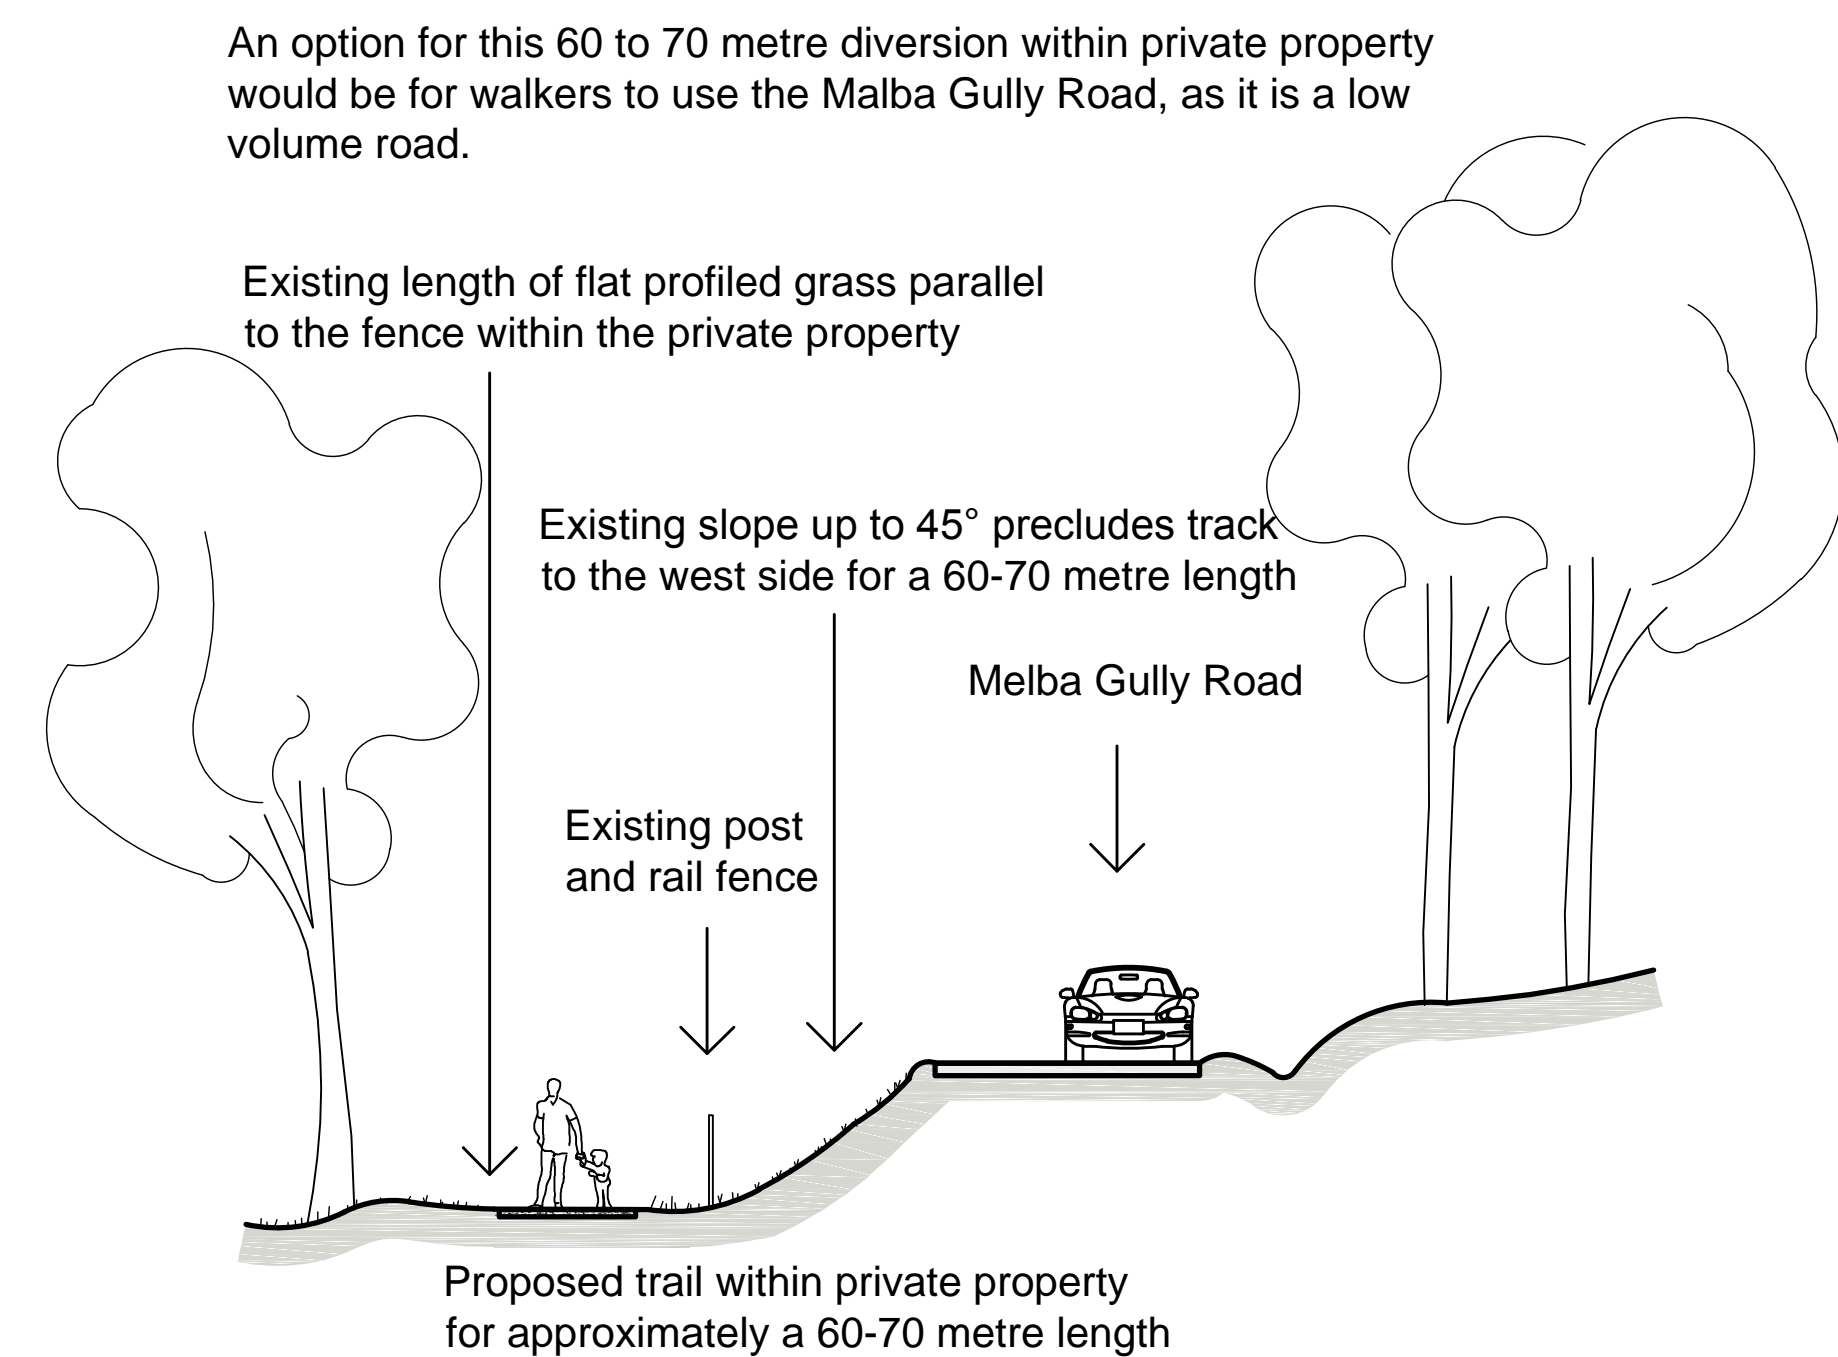 An option for this 60 to 70 metre diversion within private property
would be for walkers to use the Malba Gully Road, as it is a low
volume road.
Existing length of flat profiled grass parallel
to the fence within the private property
Existing slope up to 45° precludes track
to the west side for a 60-70 metre length
Melba Gully Road
Existing post
and rail fence
Proposed trail within private property
for approximately a 60-70 metre length